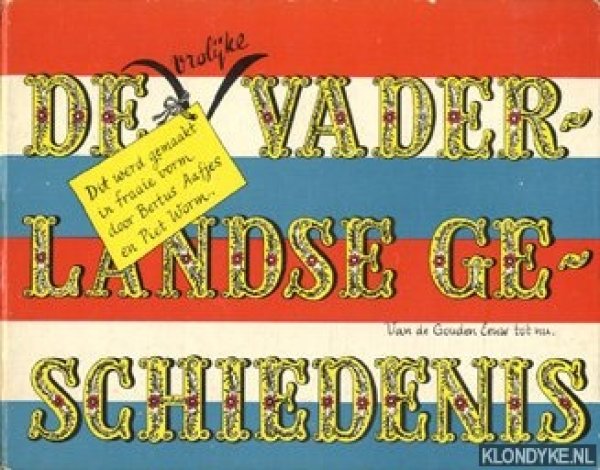 vrolijke
DE VADER~
Dit werd gemaakt
in fraaie vorm
door Bertus Aafjes
en Piet Worm.
LANDSE GE~
Van de Gouden Eeuw tot nu.
SCHIEDENIS
KLONDYKE.NL